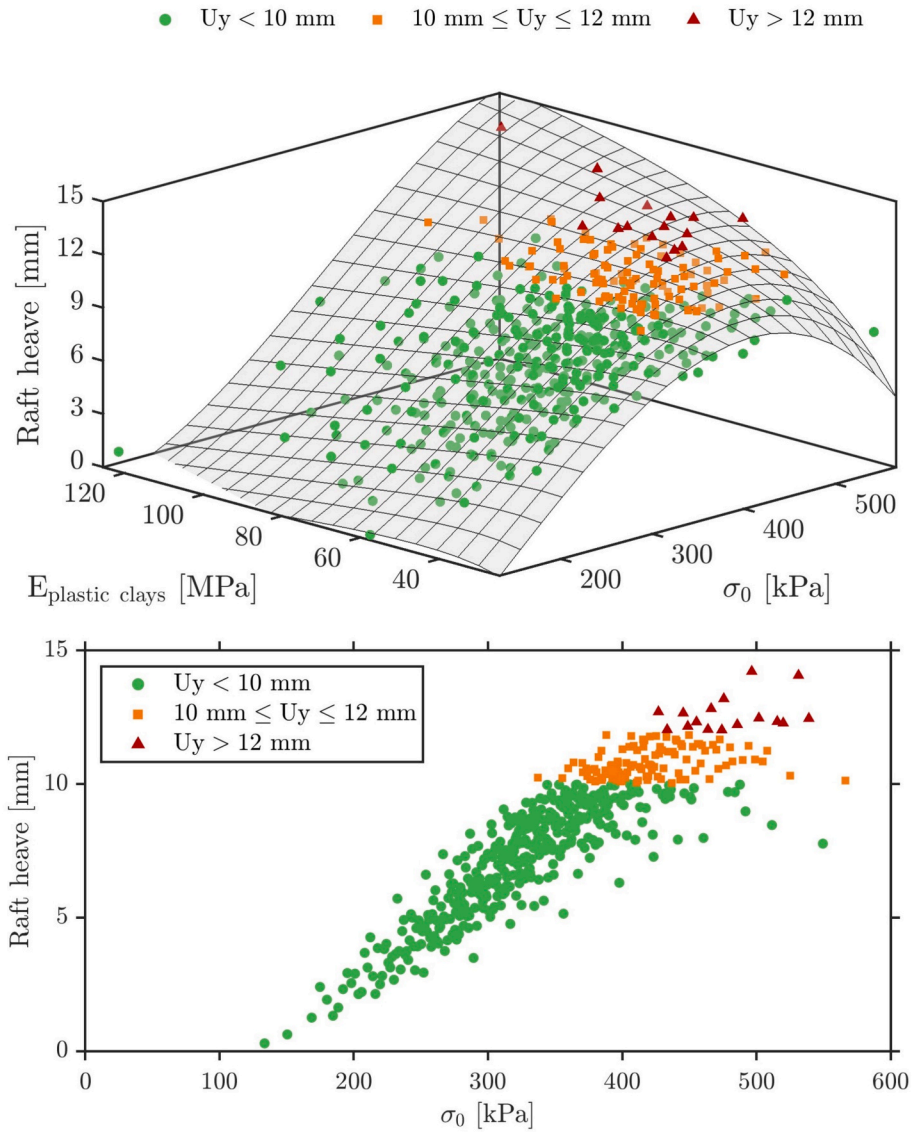 Uy < 10 mm 10 mm ≤ Uy ≤ 12 mm Uy > 12 mm
15
12
9
6
3
0
Raft heave [mm]
120
100
80
60
40
E_plastic clays [MPa]
200
300
400
500
σ₀ [kPa]
15
10
5
0
Raft heave [mm]
Uy < 10 mm
10 mm ≤ Uy ≤ 12 mm
Uy > 12 mm
0 100 200 300 400 500 600
σ₀ [kPa]